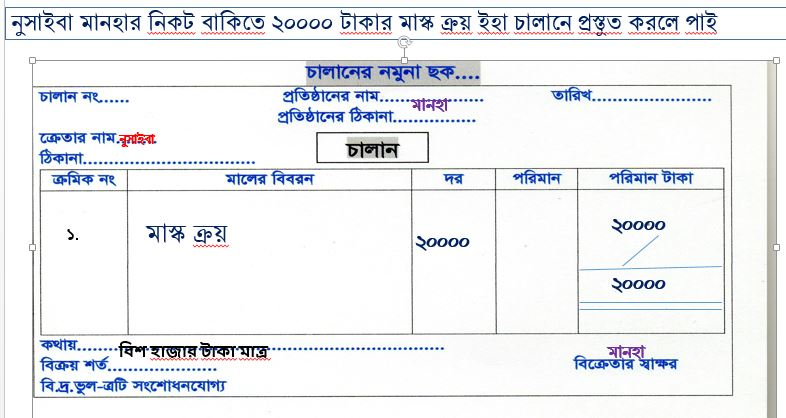 নুসাইবা মানহার নিকট বাকিতে ২০০০০ টাকার মাস্ক ক্রয় ইহা চালানে প্রস্তুত করলে পাই
চালানের নমুনা ছক....
চালান নং...... প্রতিষ্ঠানের নাম...মানহা............... তারিখ.......................
প্রতিষ্ঠানের ঠিকানা................
ক্রেতার নাম.নুসাইবা.
চালান
ঠিকানা.................................
ক্রমিক নং মালের বিবরন দর পরিমান পরিমান টাকা
১. মাস্ক ক্রয় ২০০০০ ২০০০০
২০০০০
কথায়........বিশ হাজার টাকা মাত্র................................... মানহা
বিক্রয় শর্ত..................... বিক্রেতার স্বাক্ষর
বি.দ্র.ভুল-ত্রটি সংশোধনযোগ্য